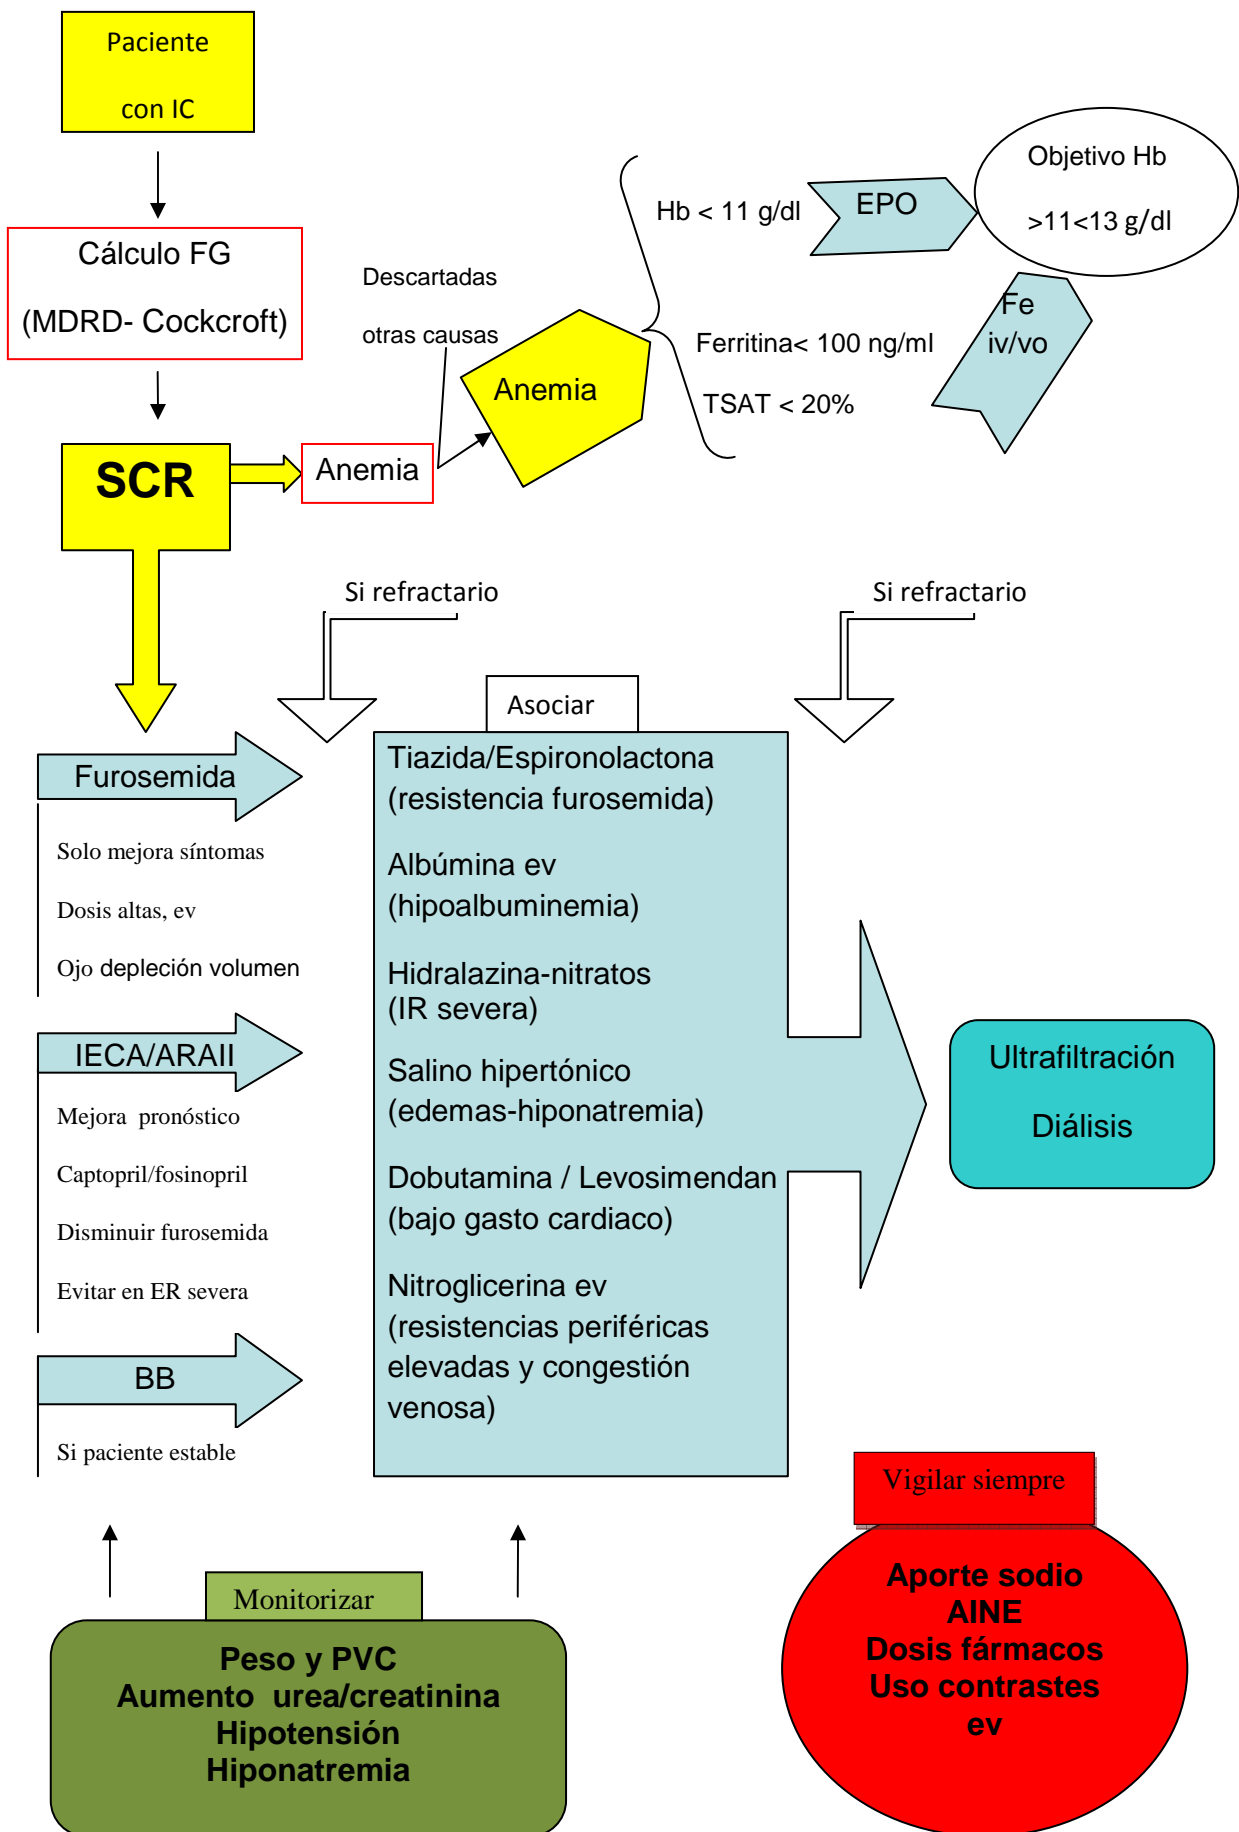 Paciente
con IC
Cálculo FG
(MDRD- Cockcroft)
SCR
Anemia
Descartadas
otras causas
Anemia
Hb < 11 g/dl
EPO
Objetivo Hb
>11<13 g/dl
Ferritina< 100 ng/ml
TSAT < 20%
Fe
iv/vo
Si refractario
Si refractario
Furosemida
Solo mejora síntomas
Dosis altas, ev
Ojo depleción volumen
IECA/ARAII
Mejora pronóstico
Captopril/fosinopril
Disminuir furosemida
Evitar en ER severa
BB
Si paciente estable
Asociar
Tiazida/Espironolactona
(resistencia furosemida)
Albúmina ev
(hipoalbuminemia)
Hidralazina-nitratos
(IR severa)
Salino hipertónico
(edemas-hiponatremia)
Dobutamina / Levosimendan
(bajo gasto cardiaco)
Nitroglicerina ev
(resistencias periféricas
elevadas y congestión
venosa)
Ultrafiltración
Diálisis
Monitorizar
Peso y PVC
Aumento urea/creatinina
Hipotensión
Hiponatremia
Vigilar siempre
Aporte sodio
AINE
Dosis fármacos
Uso contrastes
ev